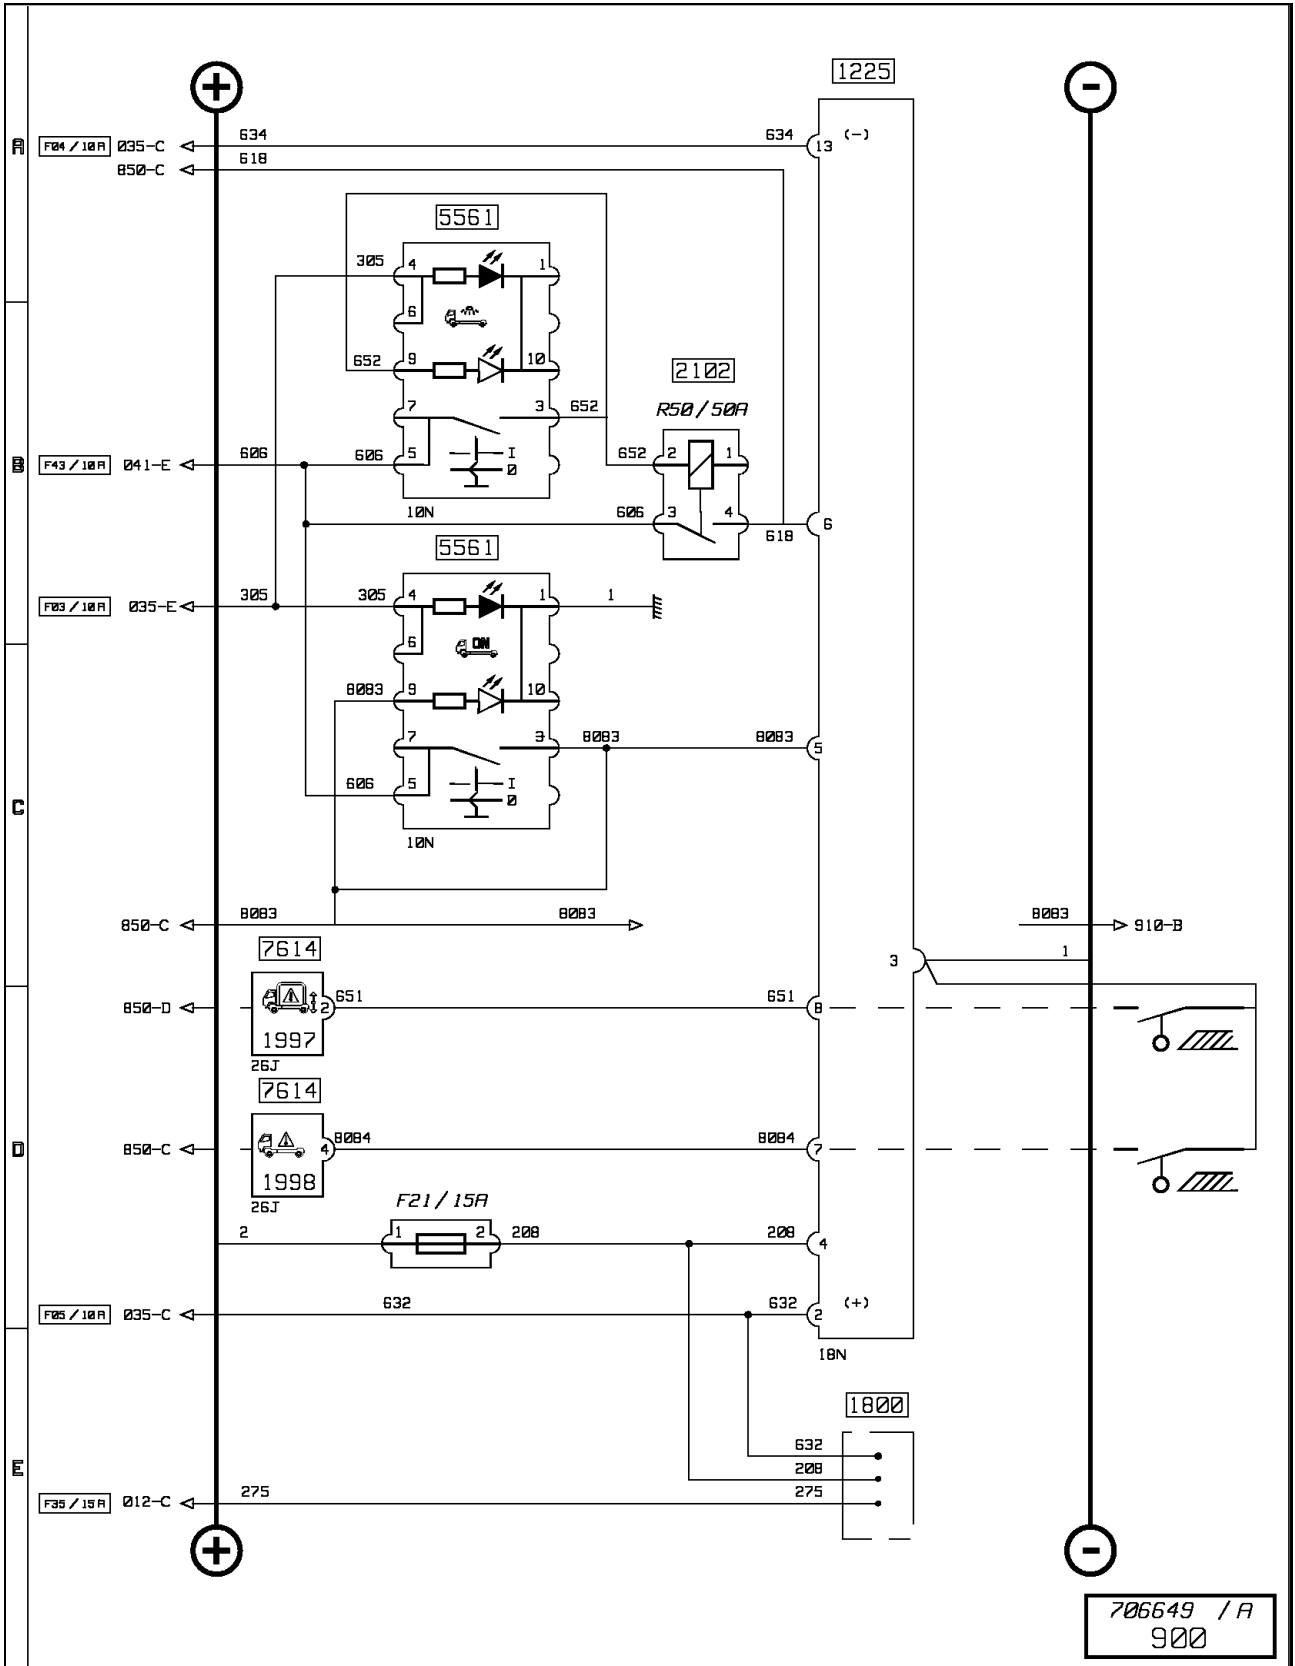 1225
+
-
634
634
(-)
A
F04 / 10A
035-C
13
618
850-C
5561
305
4
1
6
652
9
10
2102
R50/50A
7
3
652
B
F43 / 10A
041-E
606
606
5
I
0
652
2
1
10N
606
3
4
618
6
5561
F03 / 10A
035-E
305
305
4
1
1
6
ON
8083
9
10
7
3
8083
8083
5
606
5
I
0
C
10N
850-C
8083
8083
8083
910-B
7614
3
1
850-D
2
651
651
8
1997
26J
7614
D
850-C
4
8084
8084
7
1998
26J
F21/15A
2
1
2
208
208
4
F05 / 10A
035-C
632
632
2
(+)
18N
1800
632
E
208
F35 / 15A
012-C
275
275
+
-
706649 / A
900